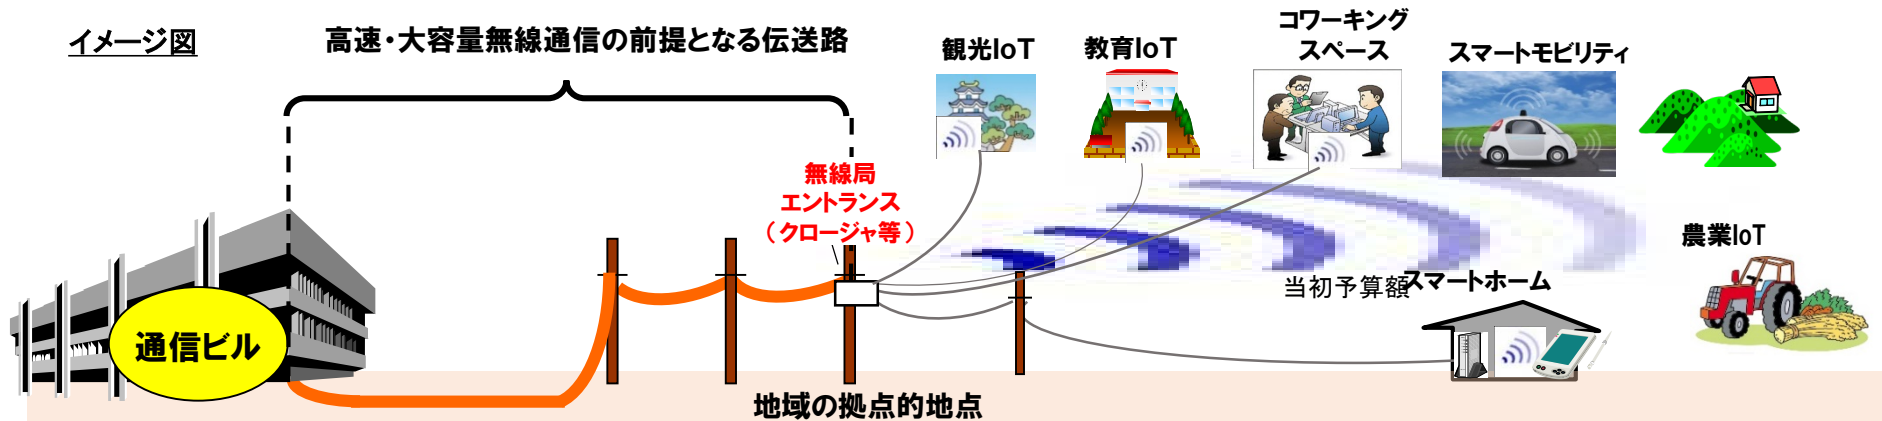 イメージ図
高速・大容量無線通信の前提となる伝送路
観光IoT
教育IoT
コワーキング
スペース
スマートモビリティ
無線局
エントランス
（クロージャ等）
農業IoT
当初予算額
スマートホーム
通信ビル
地域の拠点的地点